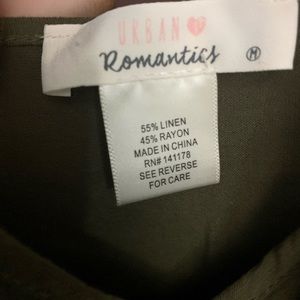 URBAN
Romantics
M
55% LINEN
45% RAYON
MADE IN CHINA
RN# 141178
SEE REVERSE
FOR CARE